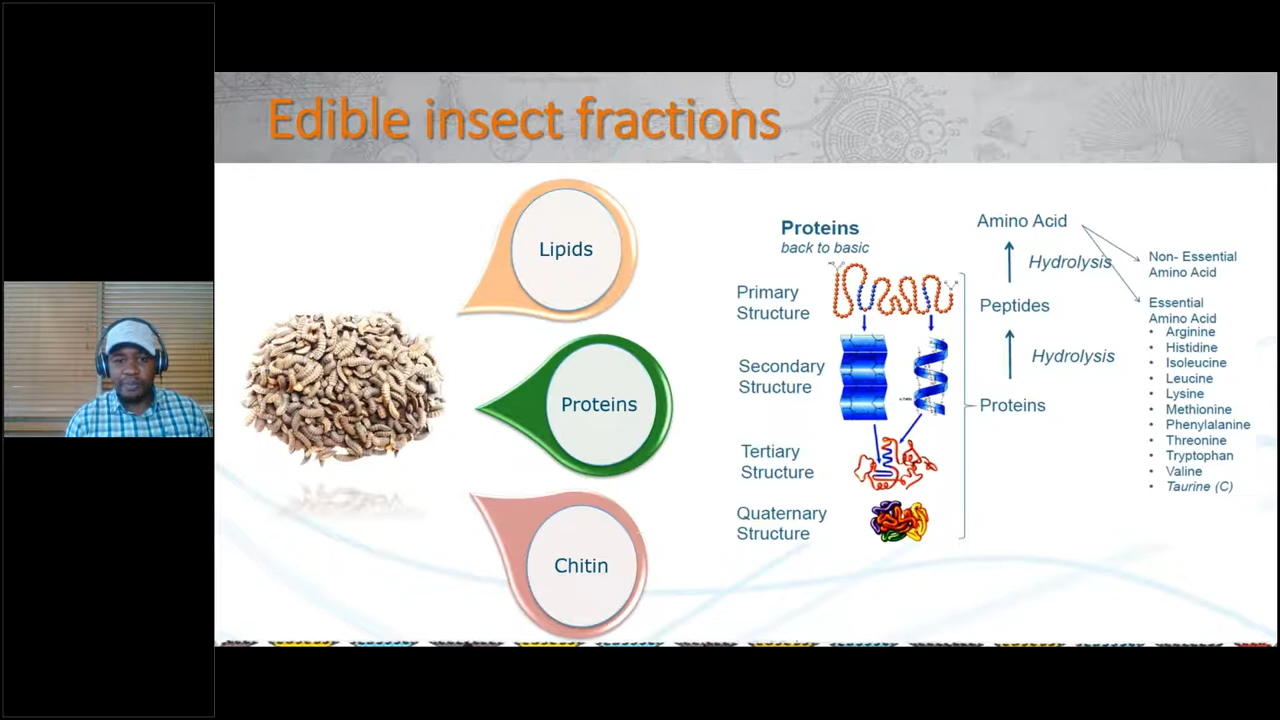 Edible insect fractions
Lipids
Proteins
Chitin
Proteins
back to basic
Primary
Structure
Secondary
Structure
Tertiary
Structure
Quaternary
Structure
Amino Acid
Hydrolysis
Peptides
Hydrolysis
Proteins
Non- Essential
Amino Acid
Essential
Amino Acid
• Arginine
• Histidine
• Isoleucine
• Leucine
• Lysine
• Methionine
• Phenylalanine
• Threonine
• Tryptophan
• Valine
• Taurine (C)